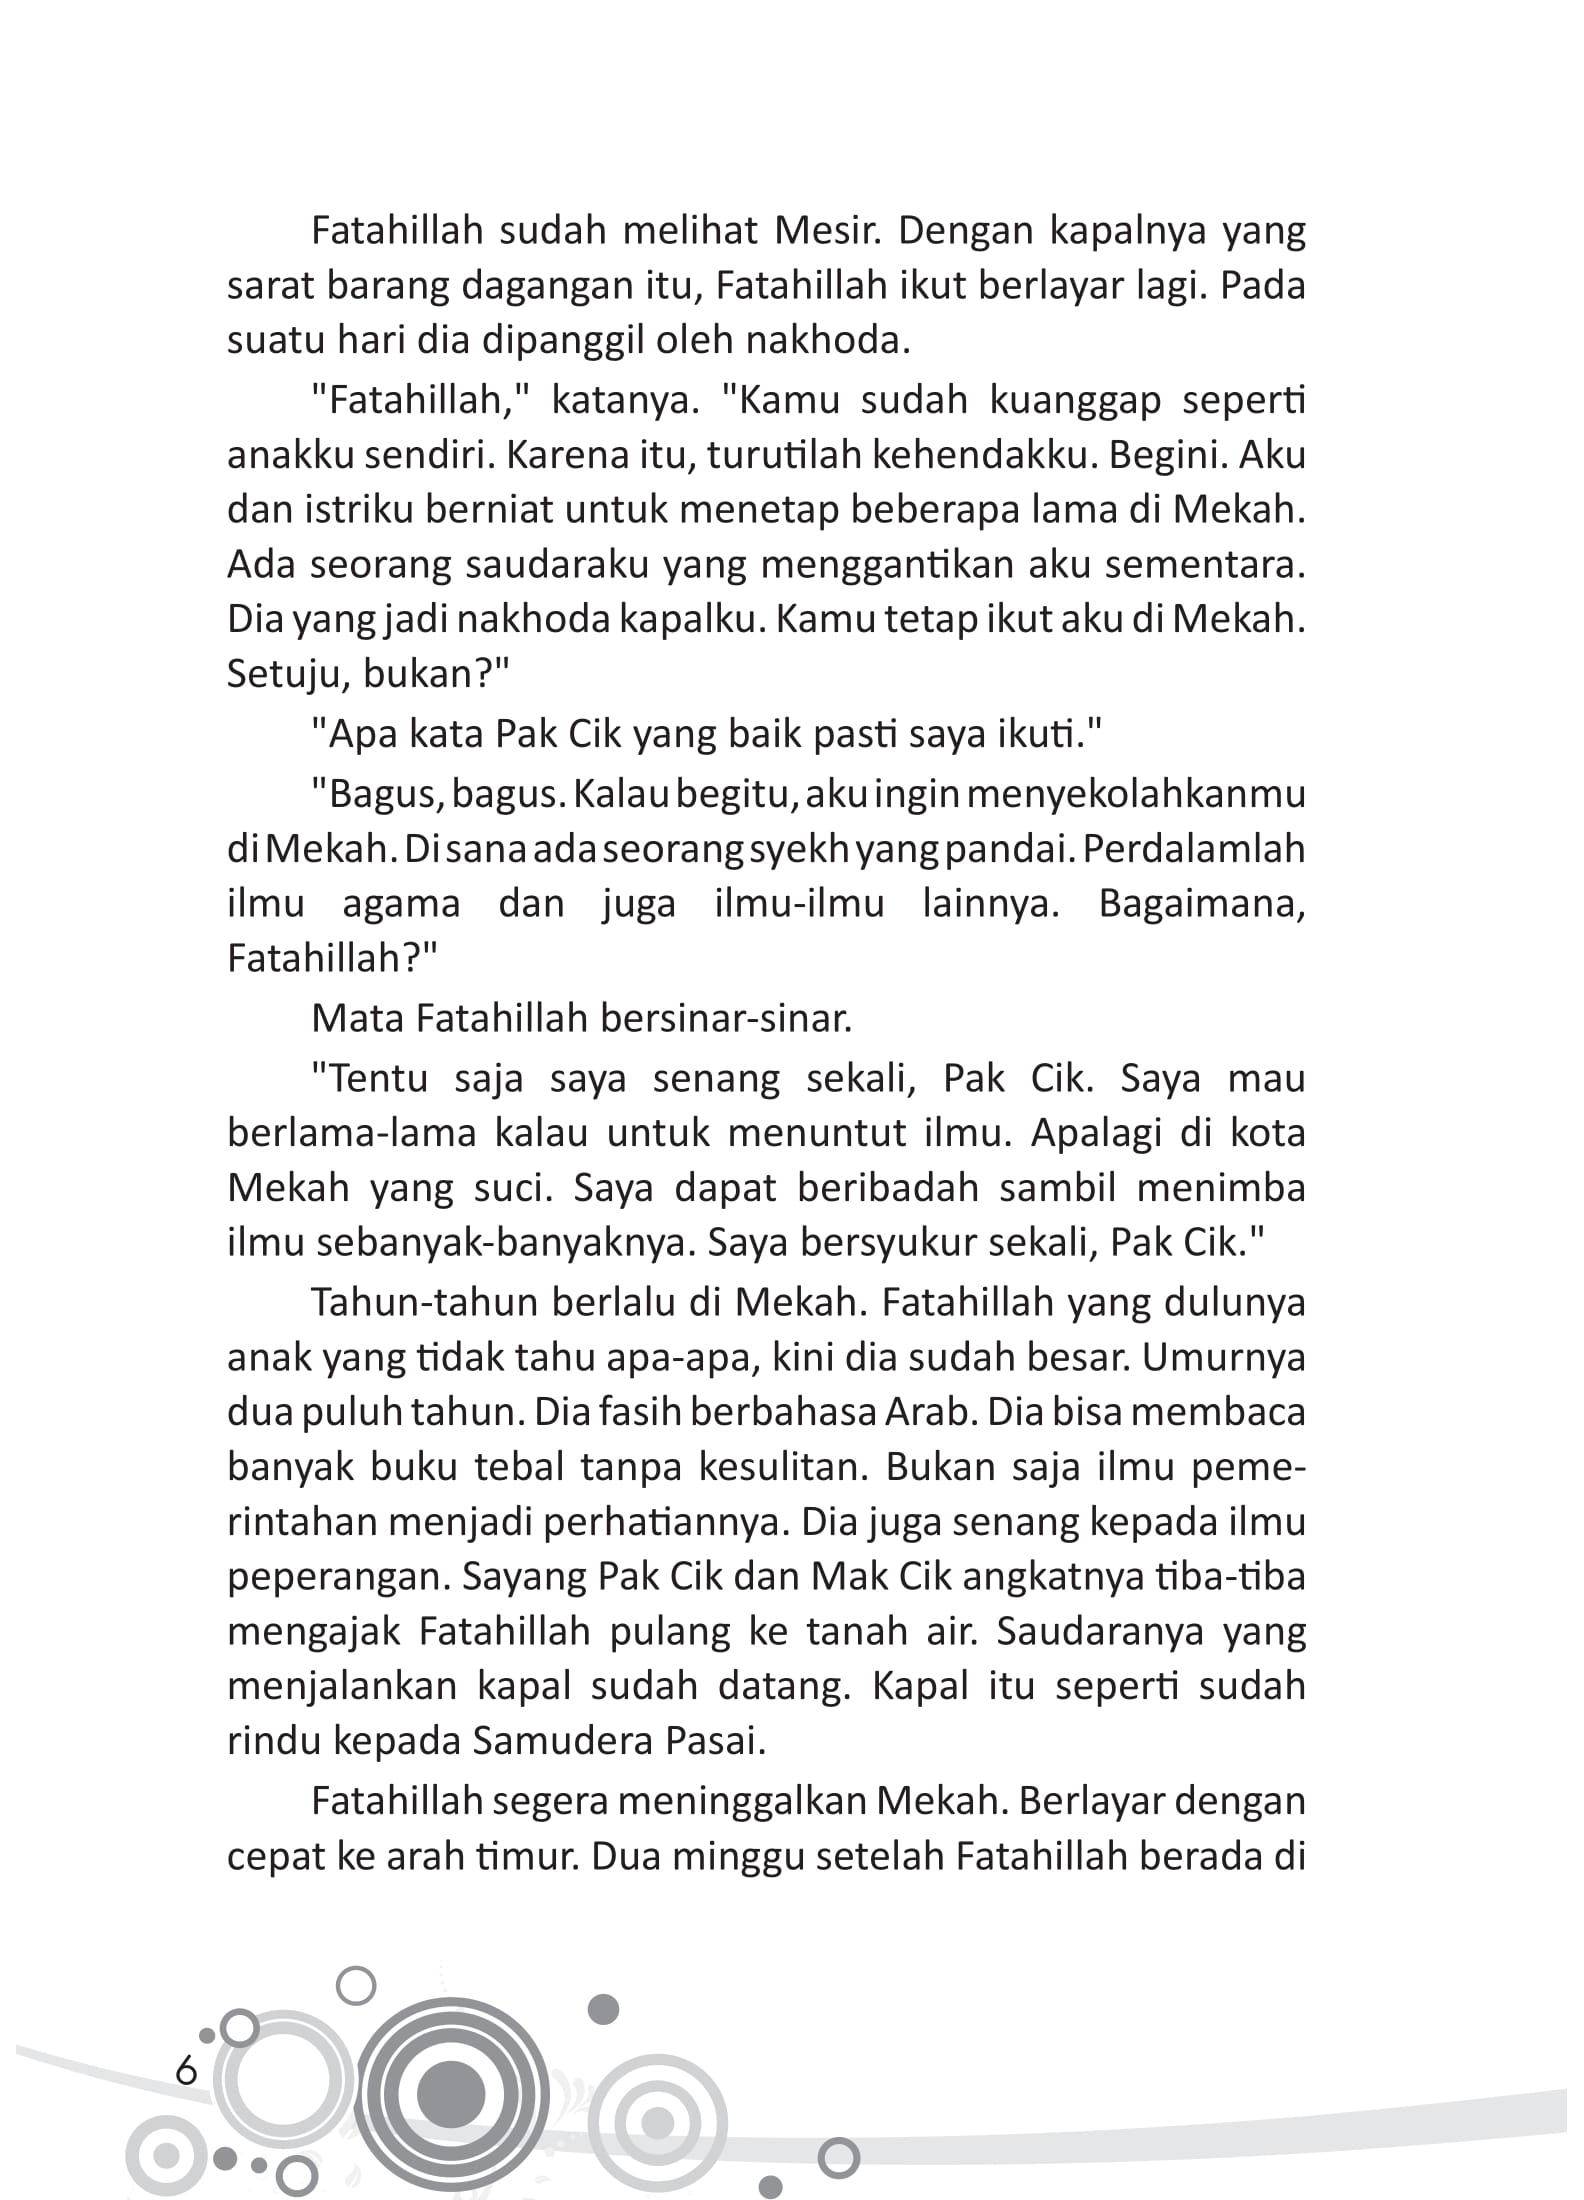 Fatahillah sudah melihat Mesir. Dengan kapalnya yang
sarat barang dagangan itu, Fatahillah ikut berlayar lagi. Pada
suatu hari dia dipanggil oleh nakhoda.
"Fatahillah," katanya. "Kamu sudah kuanggap seperti
anakku sendiri. Karena itu, turutilah kehendakku. Begini. Aku
dan istriku berniat untuk menetap beberapa lama di Mekah.
Ada seorang saudaraku yang menggantikan aku sementara.
Dia yang jadi nakhoda kapalku. Kamu tetap ikut aku di Mekah.
Setuju, bukan?"
"Apa kata Pak Cik yang baik pasti saya ikuti."
"Bagus, bagus. Kalau begitu, aku ingin menyekolahkanmu
di Mekah. Di sana ada seorang syekh yang pandai. Perdalamlah
ilmu agama dan juga ilmu-ilmu lainnya. Bagaimana,
Fatahillah?"
Mata Fatahillah bersinar-sinar.
"Tentu saja saya senang sekali, Pak Cik. Saya mau
berlama-lama kalau untuk menuntut ilmu. Apalagi di kota
Mekah yang suci. Saya dapat beribadah sambil menimba
ilmu sebanyak-banyaknya. Saya bersyukur sekali, Pak Cik."
Tahun-tahun berlalu di Mekah. Fatahillah yang dulunya
anak yang tidak tahu apa-apa, kini dia sudah besar. Umurnya
dua puluh tahun. Dia fasih berbahasa Arab. Dia bisa membaca
banyak buku tebal tanpa kesulitan. Bukan saja ilmu peme-
rintahan menjadi perhatiannya. Dia juga senang kepada ilmu
peperangan. Sayang Pak Cik dan Mak Cik angkatnya tiba-tiba
mengajak Fatahillah pulang ke tanah air. Saudaranya yang
menjalankan kapal sudah datang. Kapal itu seperti sudah
rindu kepada Samudera Pasai.
Fatahillah segera meninggalkan Mekah. Berlayar dengan
cepat ke arah timur. Dua minggu setelah Fatahillah berada di
6